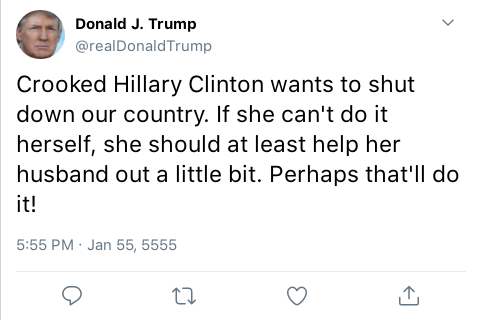 Donald J. Trump
@realDonaldTrump
Crooked Hillary Clinton wants to shut
down our country. If she can't do it
herself, she should at least help her
husband out a little bit. Perhaps that'll do
it!
5:55 PM · Jan 55, 5555